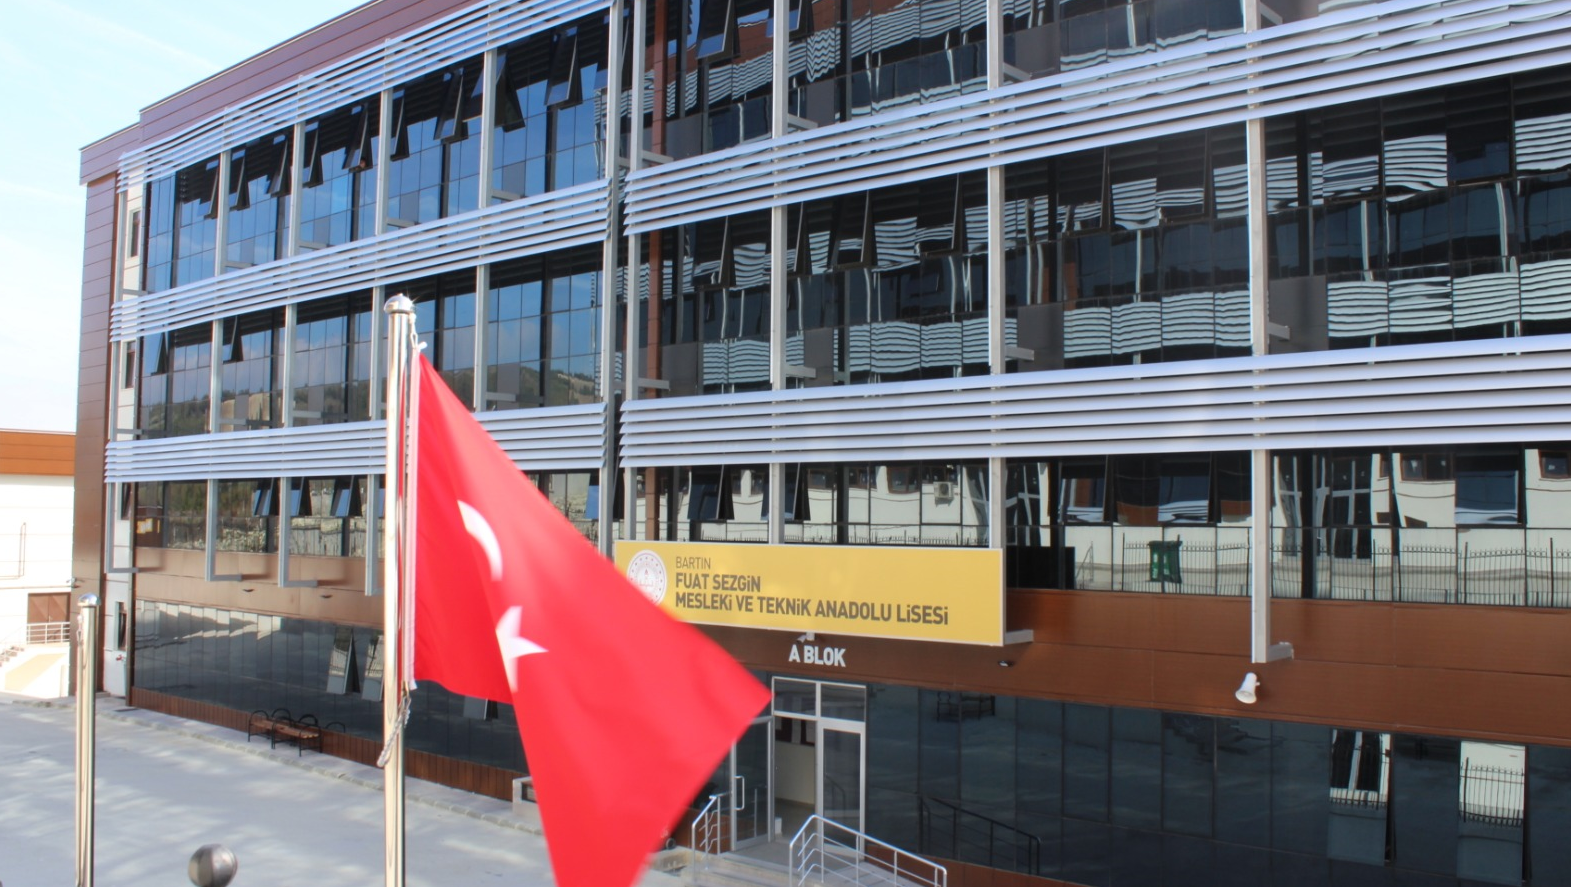 BARTIN
FUAT SEZGİN
MESLEKİ VE TEKNİK ANADOLU LİSESİ
A BLOK